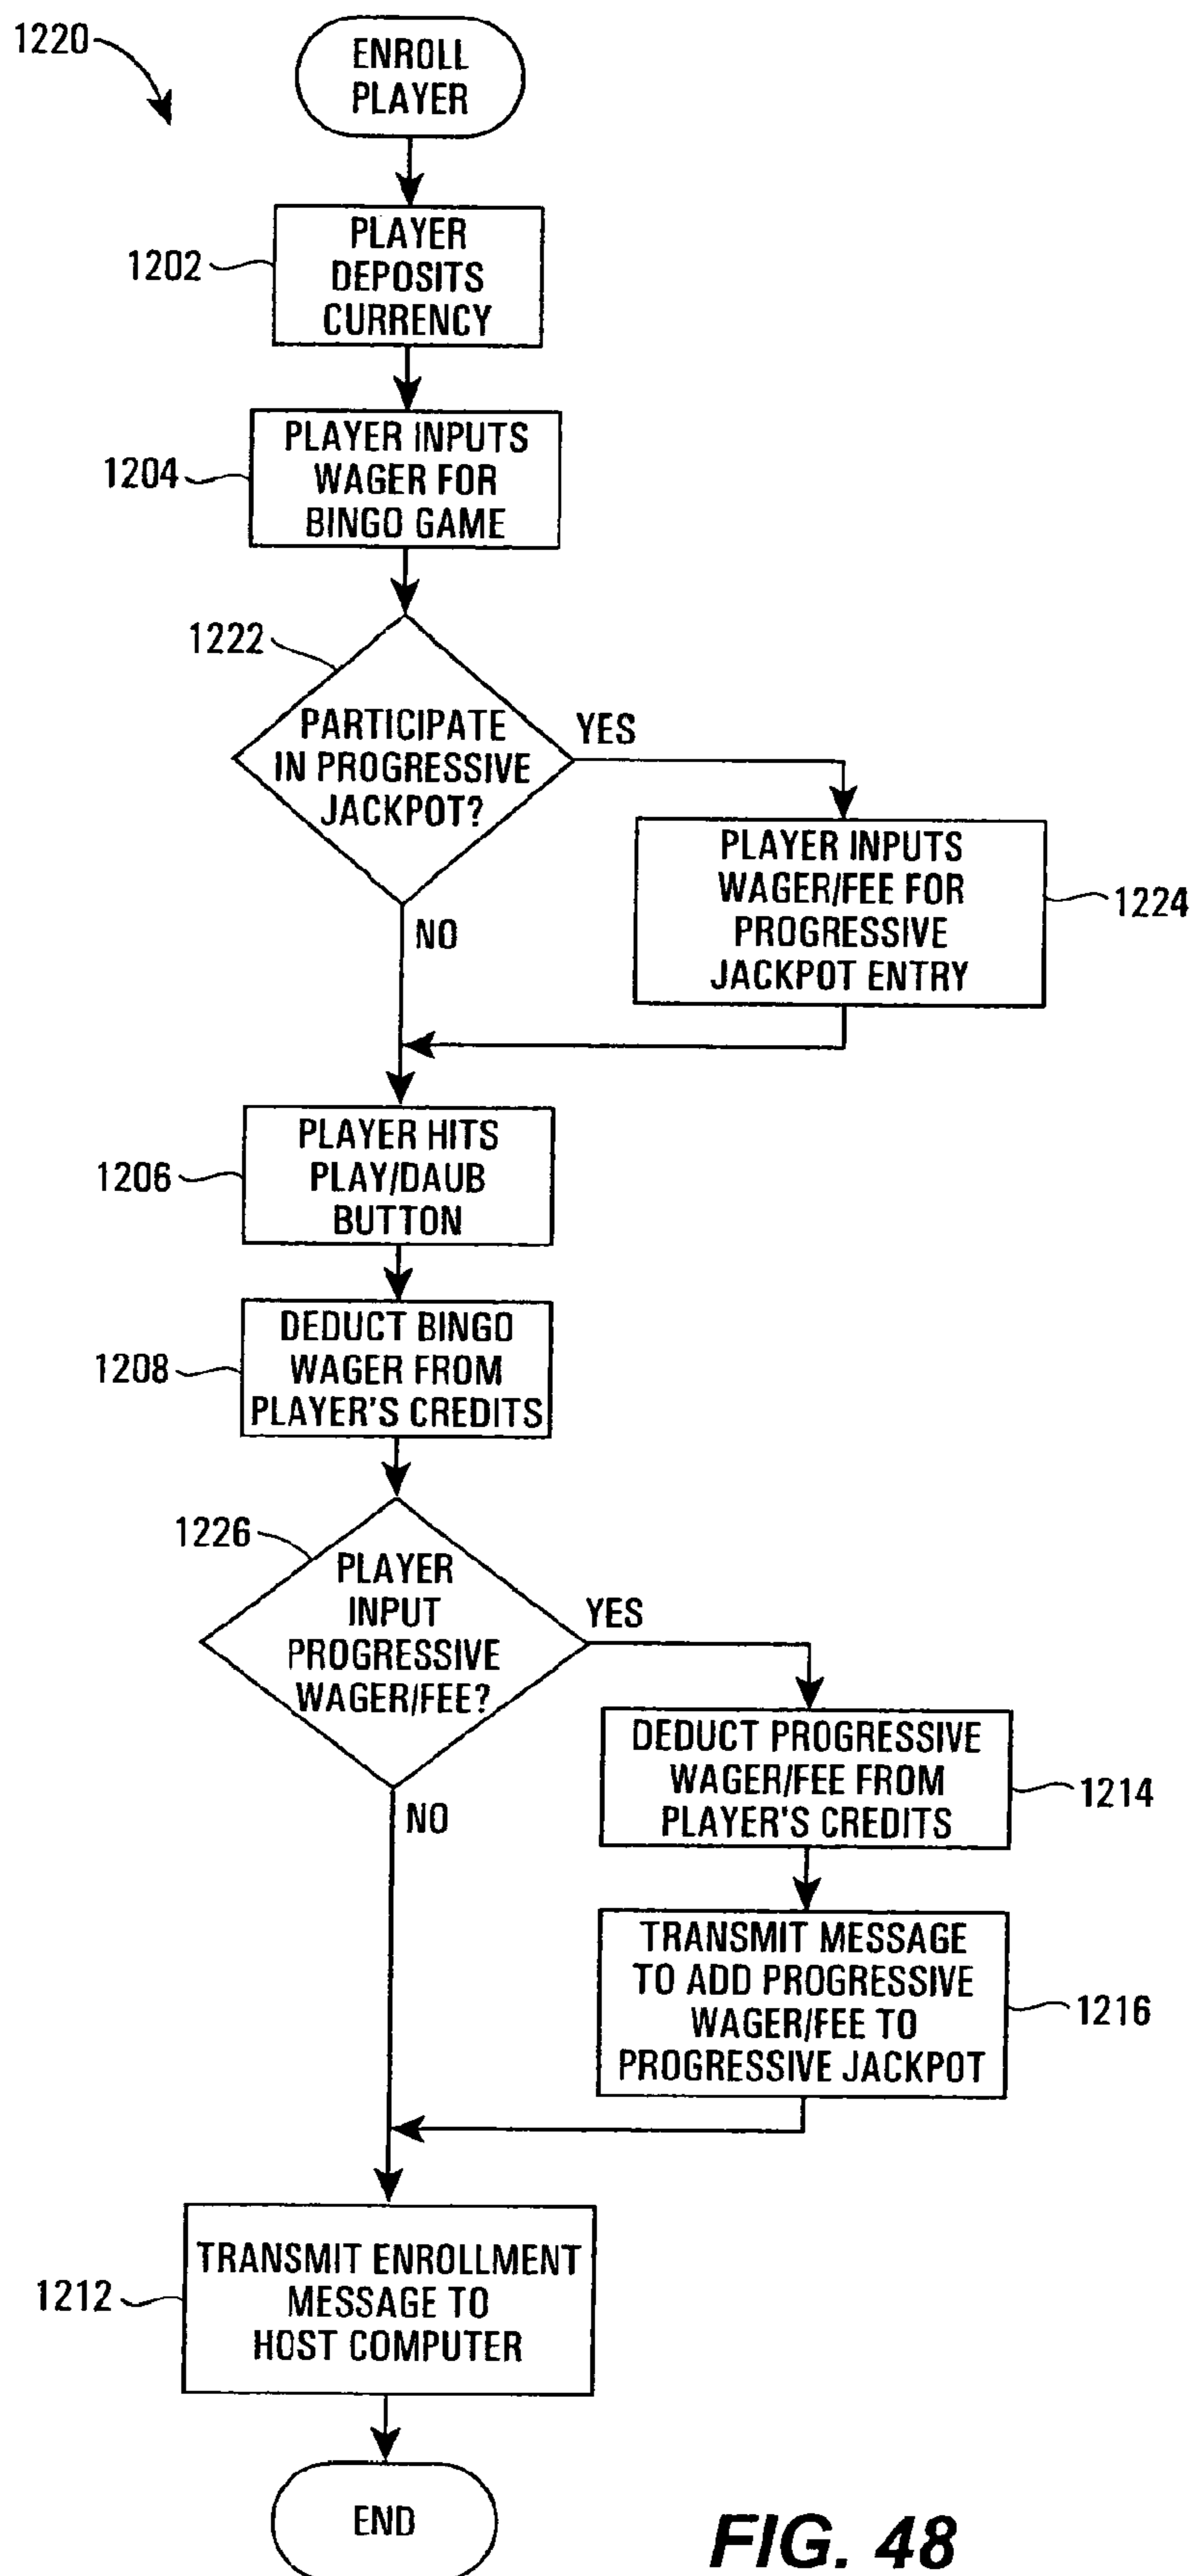 1220
ENROLL
PLAYER
1202
PLAYER
DEPOSITS
CURRENCY
1204
PLAYER INPUTS
WAGER FOR
BINGO GAME
1222
PARTICIPATE
IN PROGRESSIVE
JACKPOT?
YES
NO
PLAYER INPUTS
WAGER/FEE FOR
PROGRESSIVE
JACKPOT ENTRY
1224
1206
PLAYER HITS
PLAY/DAUB
BUTTON
1208
DEDUCT BINGO
WAGER FROM
PLAYER'S CREDITS
1226
PLAYER
INPUT
PROGRESSIVE
WAGER/FEE?
YES
NO
DEDUCT PROGRESSIVE
WAGER/FEE FROM
PLAYER'S CREDITS
1214
TRANSMIT MESSAGE
TO ADD PROGRESSIVE
WAGER/FEE TO
PROGRESSIVE JACKPOT
1216
1212
TRANSMIT ENROLLMENT
MESSAGE TO
HOST COMPUTER
END
FIG. 48